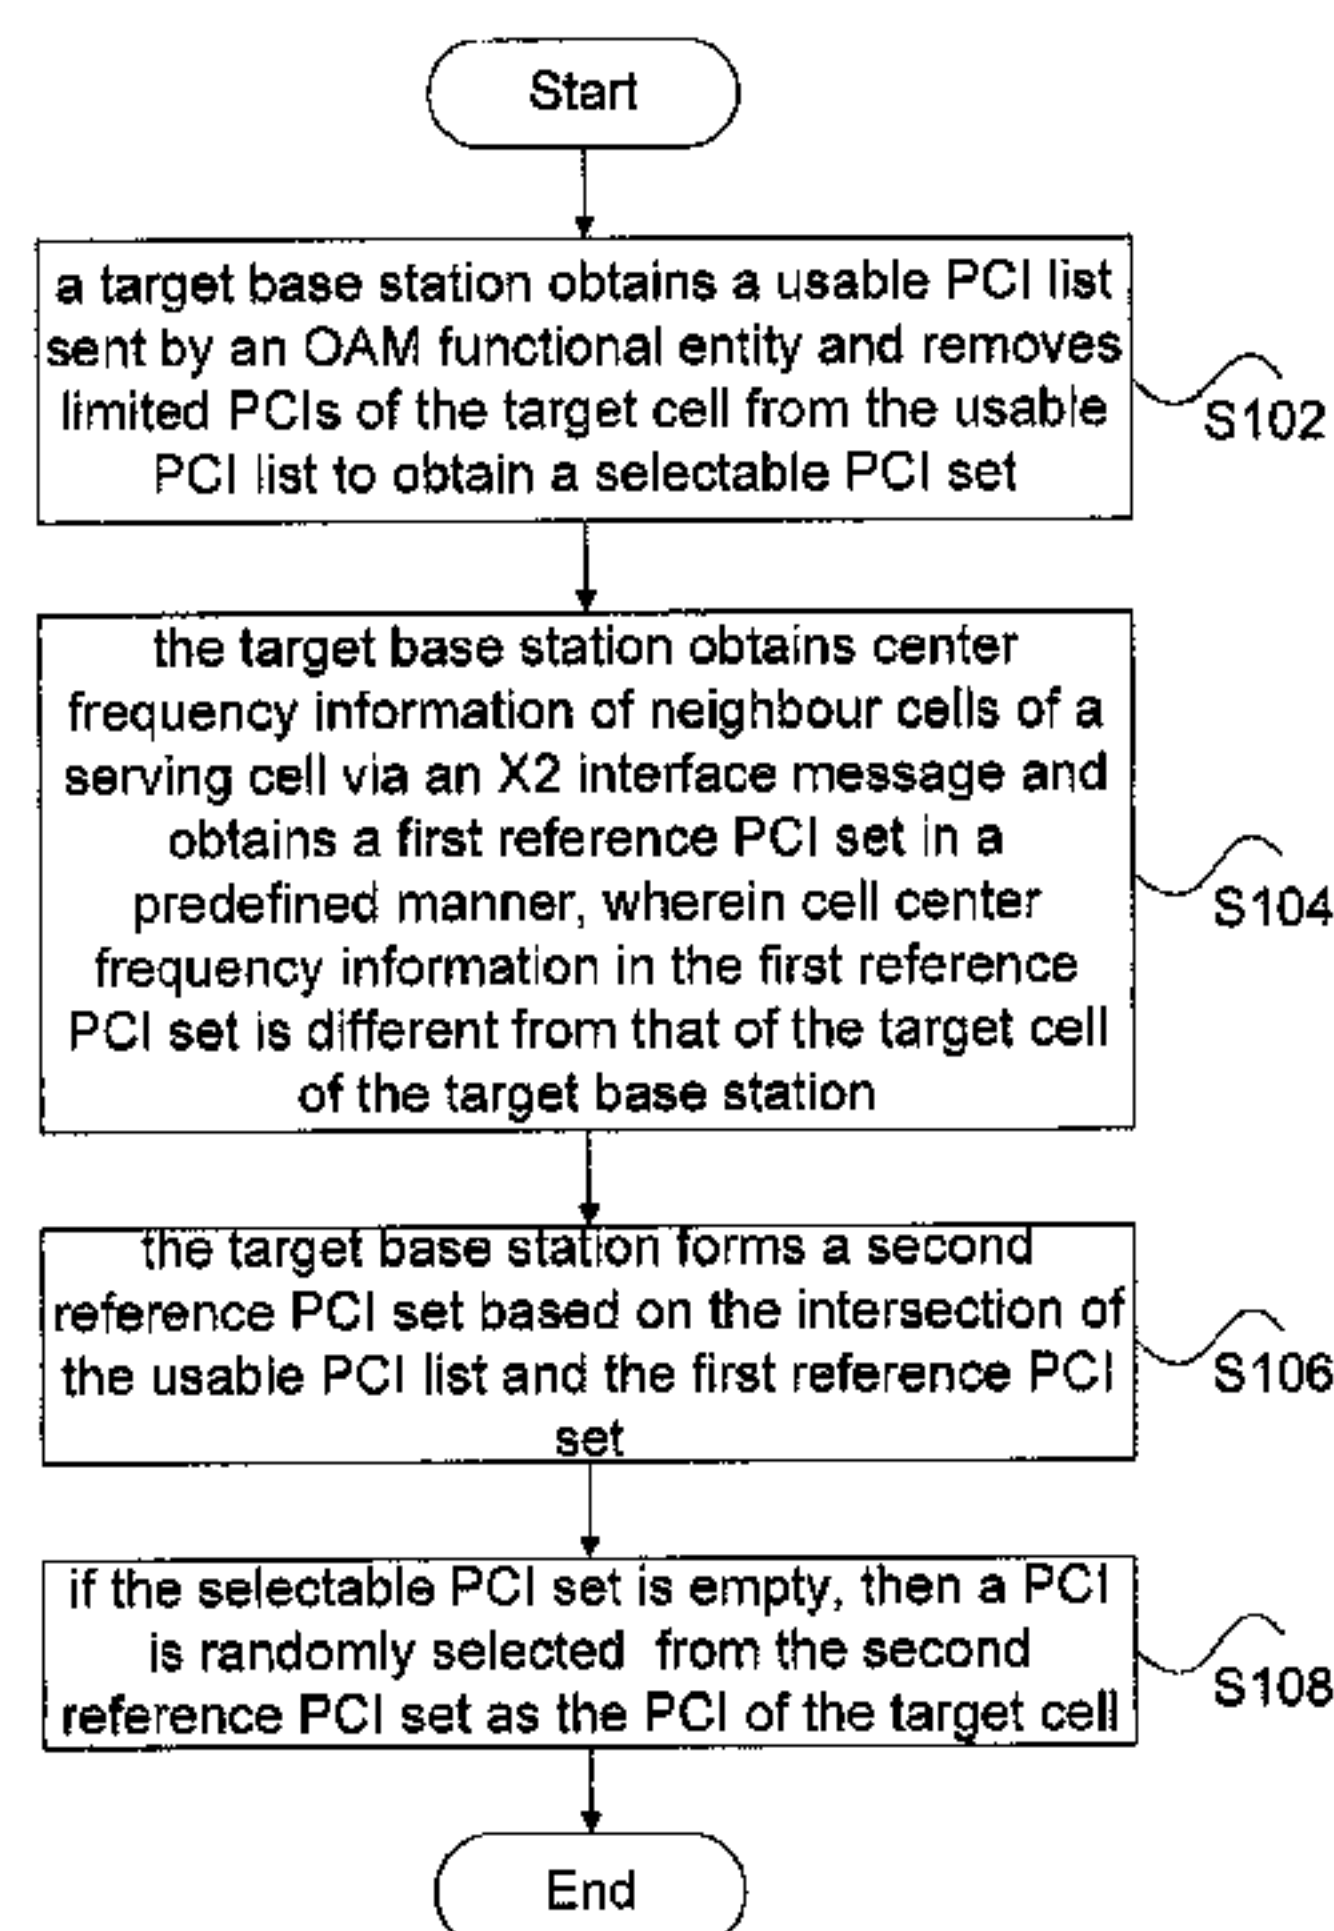 Start
a target base station obtains a usable PCI list
sent by an OAM functional entity and removes
limited PCIs of the target cell from the usable
PCI list to obtain a selectable PCI set
S102
the target base station obtains center
frequency information of neighbour cells of a
serving cell via an X2 interface message and
obtains a first reference PCI set in a
predefined manner, wherein cell center
frequency information in the first reference
PCI set is different from that of the target cell
of the target base station
S104
the target base station forms a second
reference PCI set based on the intersection of
the usable PCI list and the first reference PCI
set
S106
if the selectable PCI set is empty, then a PCI
is randomly selected from the second
reference PCI set as the PCI of the target cell
S108
End